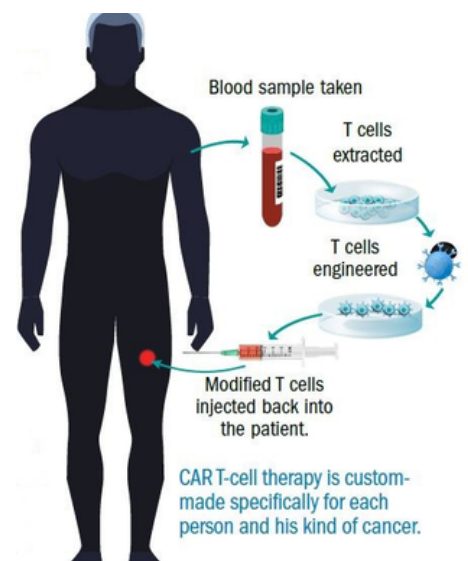 Blood sample taken
T cells
extracted
T cells
engineered
Modified T cells
injected back into
the patient.
CAR T-cell therapy is custom-
made specifically for each
person and his kind of cancer.